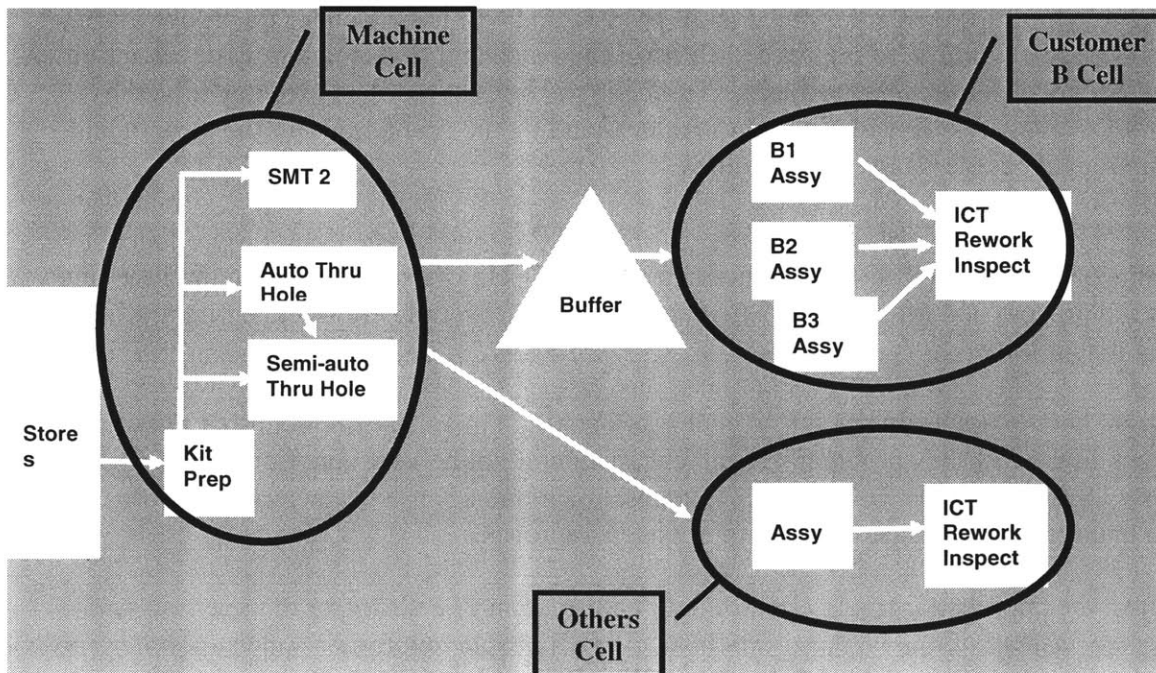 Machine
Cell
Customer
B Cell
SMT 2
Auto Thru
Hole
Semi-auto
Thru Hole
Store
s
Kit
Prep
Buffer
B1
Assy
B2
Assy
B3
Assy
ICT
Rework
Inspect
Assy
ICT
Rework
Inspect
Others
Cell